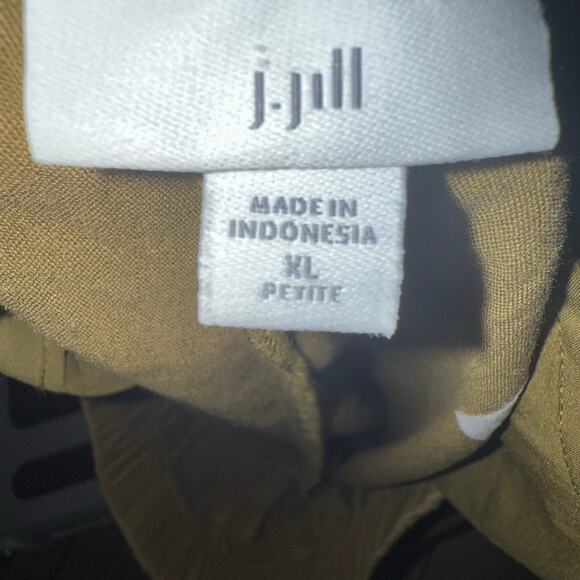 j.jill
MADE IN
INDONESIA
XL
PETITE